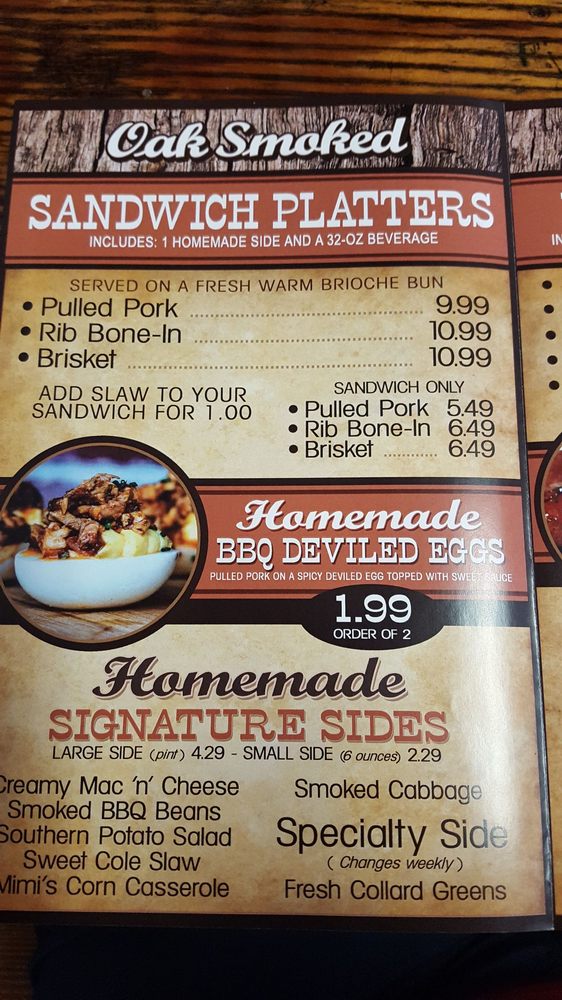 Oak Smoked
SANDWICH PLATTERS
INCLUDES: 1 HOMEMADE SIDE AND A 32-OZ BEVERAGE
SERVED ON A FRESH WARM BRIOCHE BUN
• Pulled Pork ........................ 9.99
• Rib Bone-In ........................ 10.99
• Brisket ........................ 10.99
ADD SLAW TO YOUR
SANDWICH FOR 1.00
SANDWICH ONLY
• Pulled Pork 5.49
• Rib Bone-In 6.49
• Brisket ............ 6.49
Homemade
BBQ DEVILED EGGS
PULLED PORK ON A SPICY DEVILED EGG TOPPED WITH SWEET SAUCE
1.99
ORDER OF 2
Homemade
SIGNATURE SIDES
LARGE SIDE (pint) 4.29 - SMALL SIDE (6 ounces) 2.29
Creamy Mac 'n' Cheese
Smoked BBQ Beans
Southern Potato Salad
Sweet Cole Slaw
Mimi's Corn Casserole
Smoked Cabbage
Specialty Side
( Changes weekly )
Fresh Collard Greens